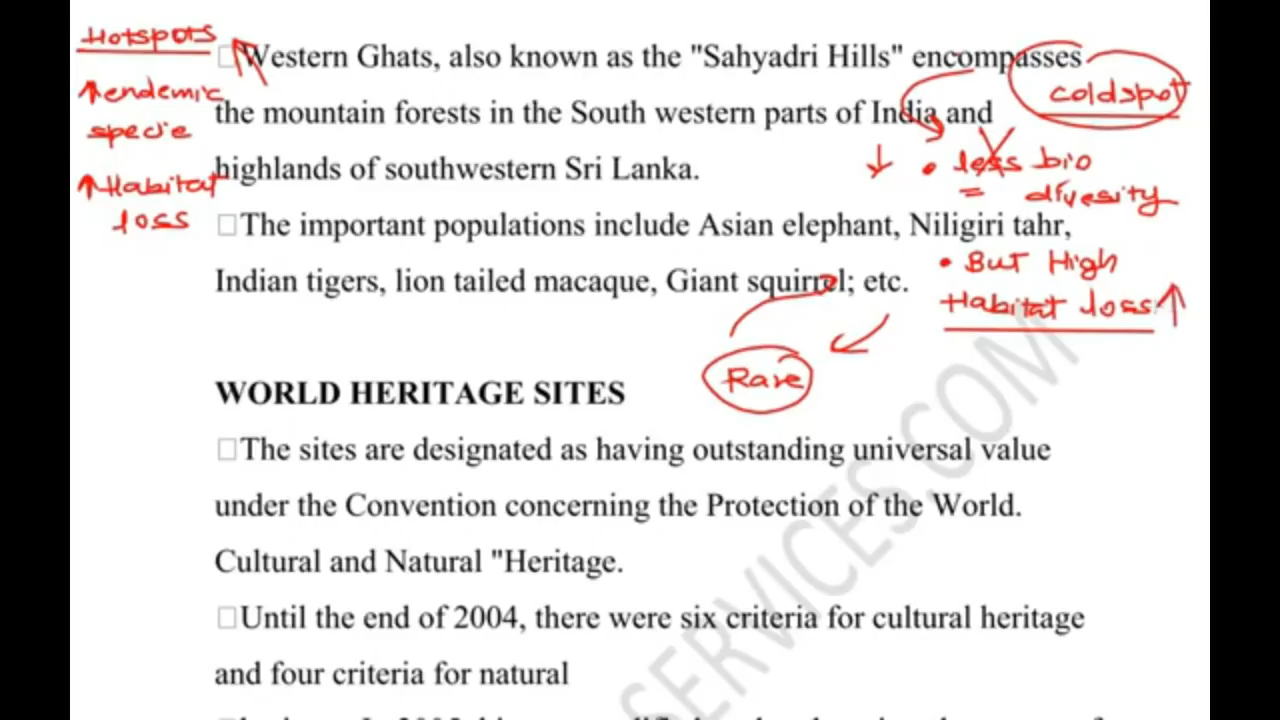 Hotspots
↑endemic
specie
↑Habitat
loss
Western Ghats, also known as the "Sahyadri Hills" encompasses
the mountain forests in the South western parts of India and
highlands of southwestern Sri Lanka.
The important populations include Asian elephant, Niligiri tahr,
Indian tigers, lion tailed macaque, Giant squirrel; etc.
coldspot
↓ • less bio
diversity
• But High
Habitat loss ↑
Rare
WORLD HERITAGE SITES
The sites are designated as having outstanding universal value
under the Convention concerning the Protection of the World.
Cultural and Natural "Heritage.
Until the end of 2004, there were six criteria for cultural heritage
and four criteria for natural
SERVICES.COM